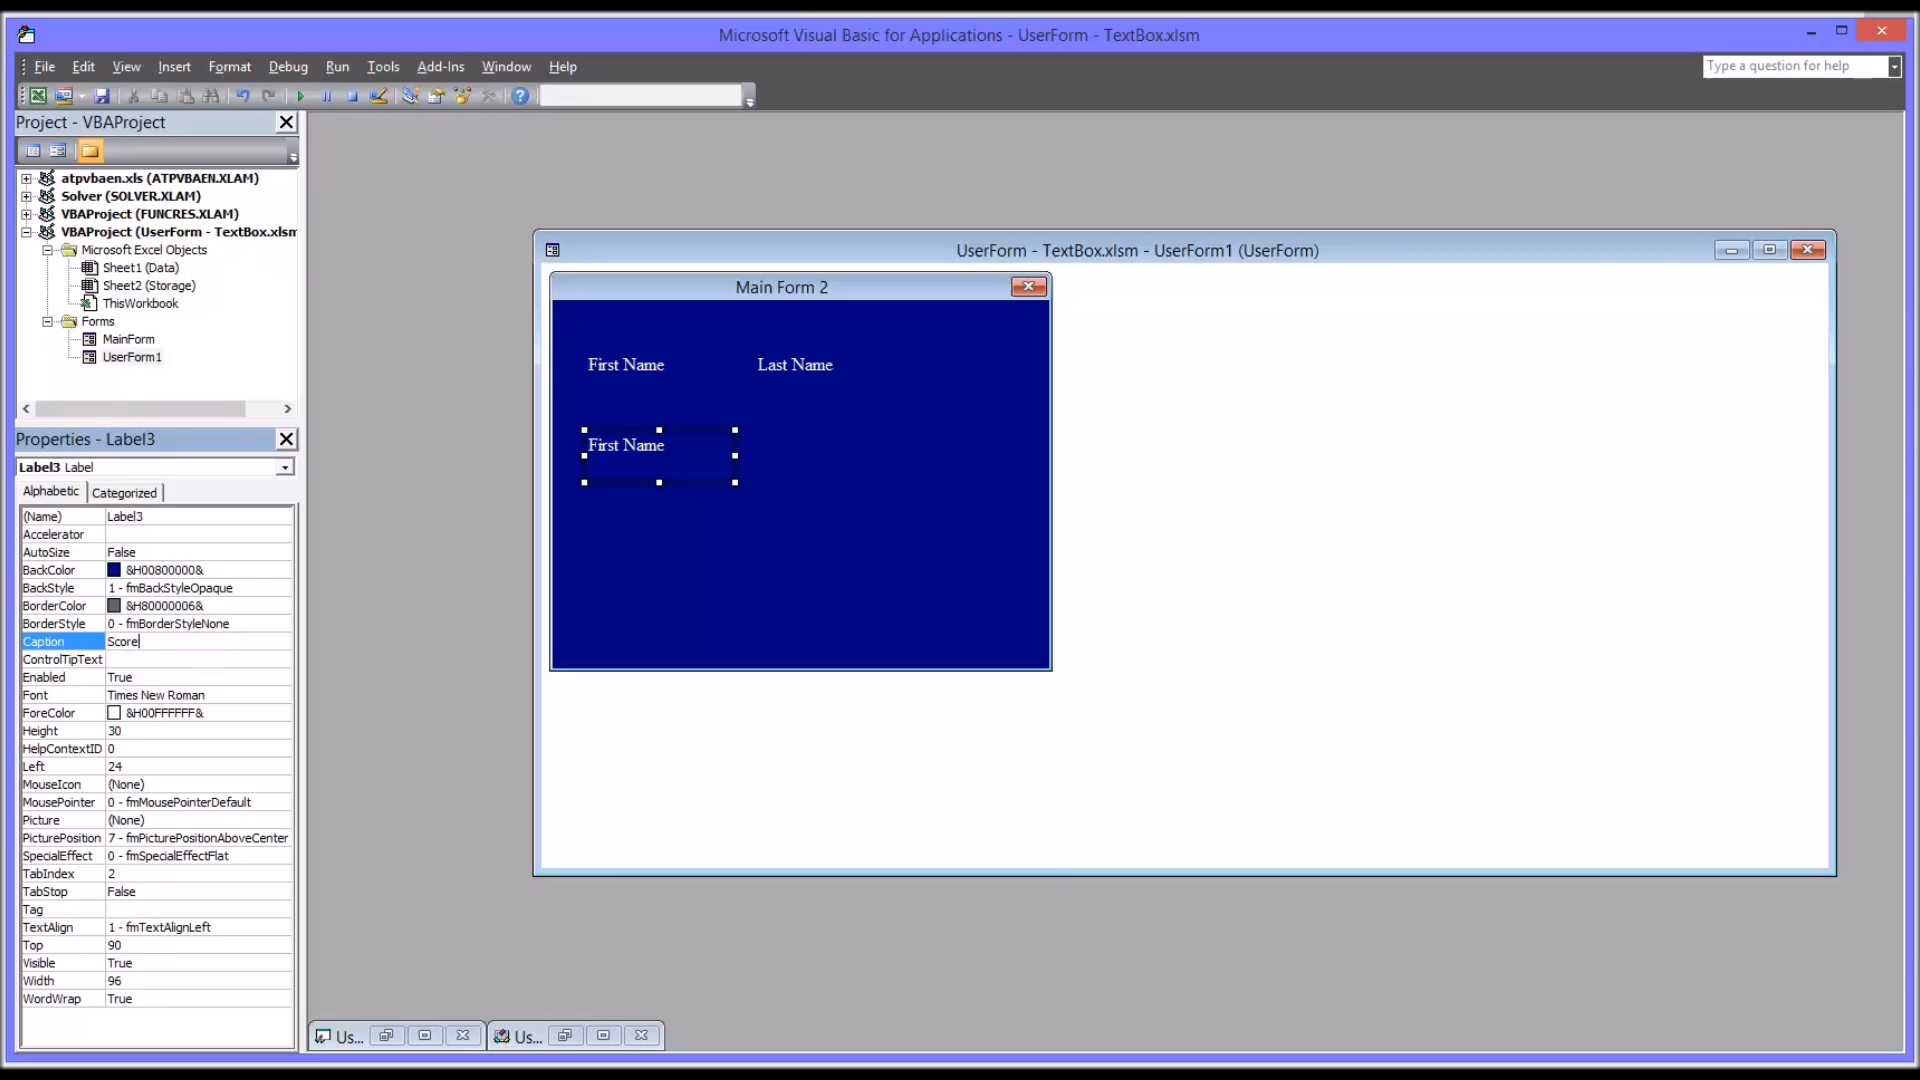 Microsoft Visual Basic for Applications - UserForm - TextBox.xlsm
File Edit View Insert Format Debug Run Tools Add-Ins Window Help
Type a question for help
Project - VBAProject
atpvbaen.xls (ATPVBAEN.XLAM)
Solver (SOLVER.XLAM)
VBAProject (FUNCRES.XLAM)
VBAProject (UserForm - TextBox.xlsm
Microsoft Excel Objects
Sheet1 (Data)
Sheet2 (Storage)
ThisWorkbook
Forms
MainForm
UserForm1
Properties - Label3
Label3 Label
Alphabetic Categorized
(Name) Label3
Accelerator
AutoSize False
BackColor &H00800000&
BackStyle 1 - fmBackStyleOpaque
BorderColor &H80000006&
BorderStyle 0 - fmBorderStyleNone
Caption Score
ControlTipText
Enabled True
Font Times New Roman
ForeColor &H00FFFFFF&
Height 30
HelpContextID 0
Left 24
MouseIcon (None)
MousePointer 0 - fmMousePointerDefault
Picture (None)
PicturePosition 7 - fmPicturePositionAboveCenter
SpecialEffect 0 - fmSpecialEffectFlat
TabIndex 2
TabStop False
Tag
TextAlign 1 - fmTextAlignLeft
Top 90
Visible True
Width 96
WordWrap True
UserForm - TextBox.xlsm - UserForm1 (UserForm)
Main Form 2
First Name Last Name
First Name
Us... Us...